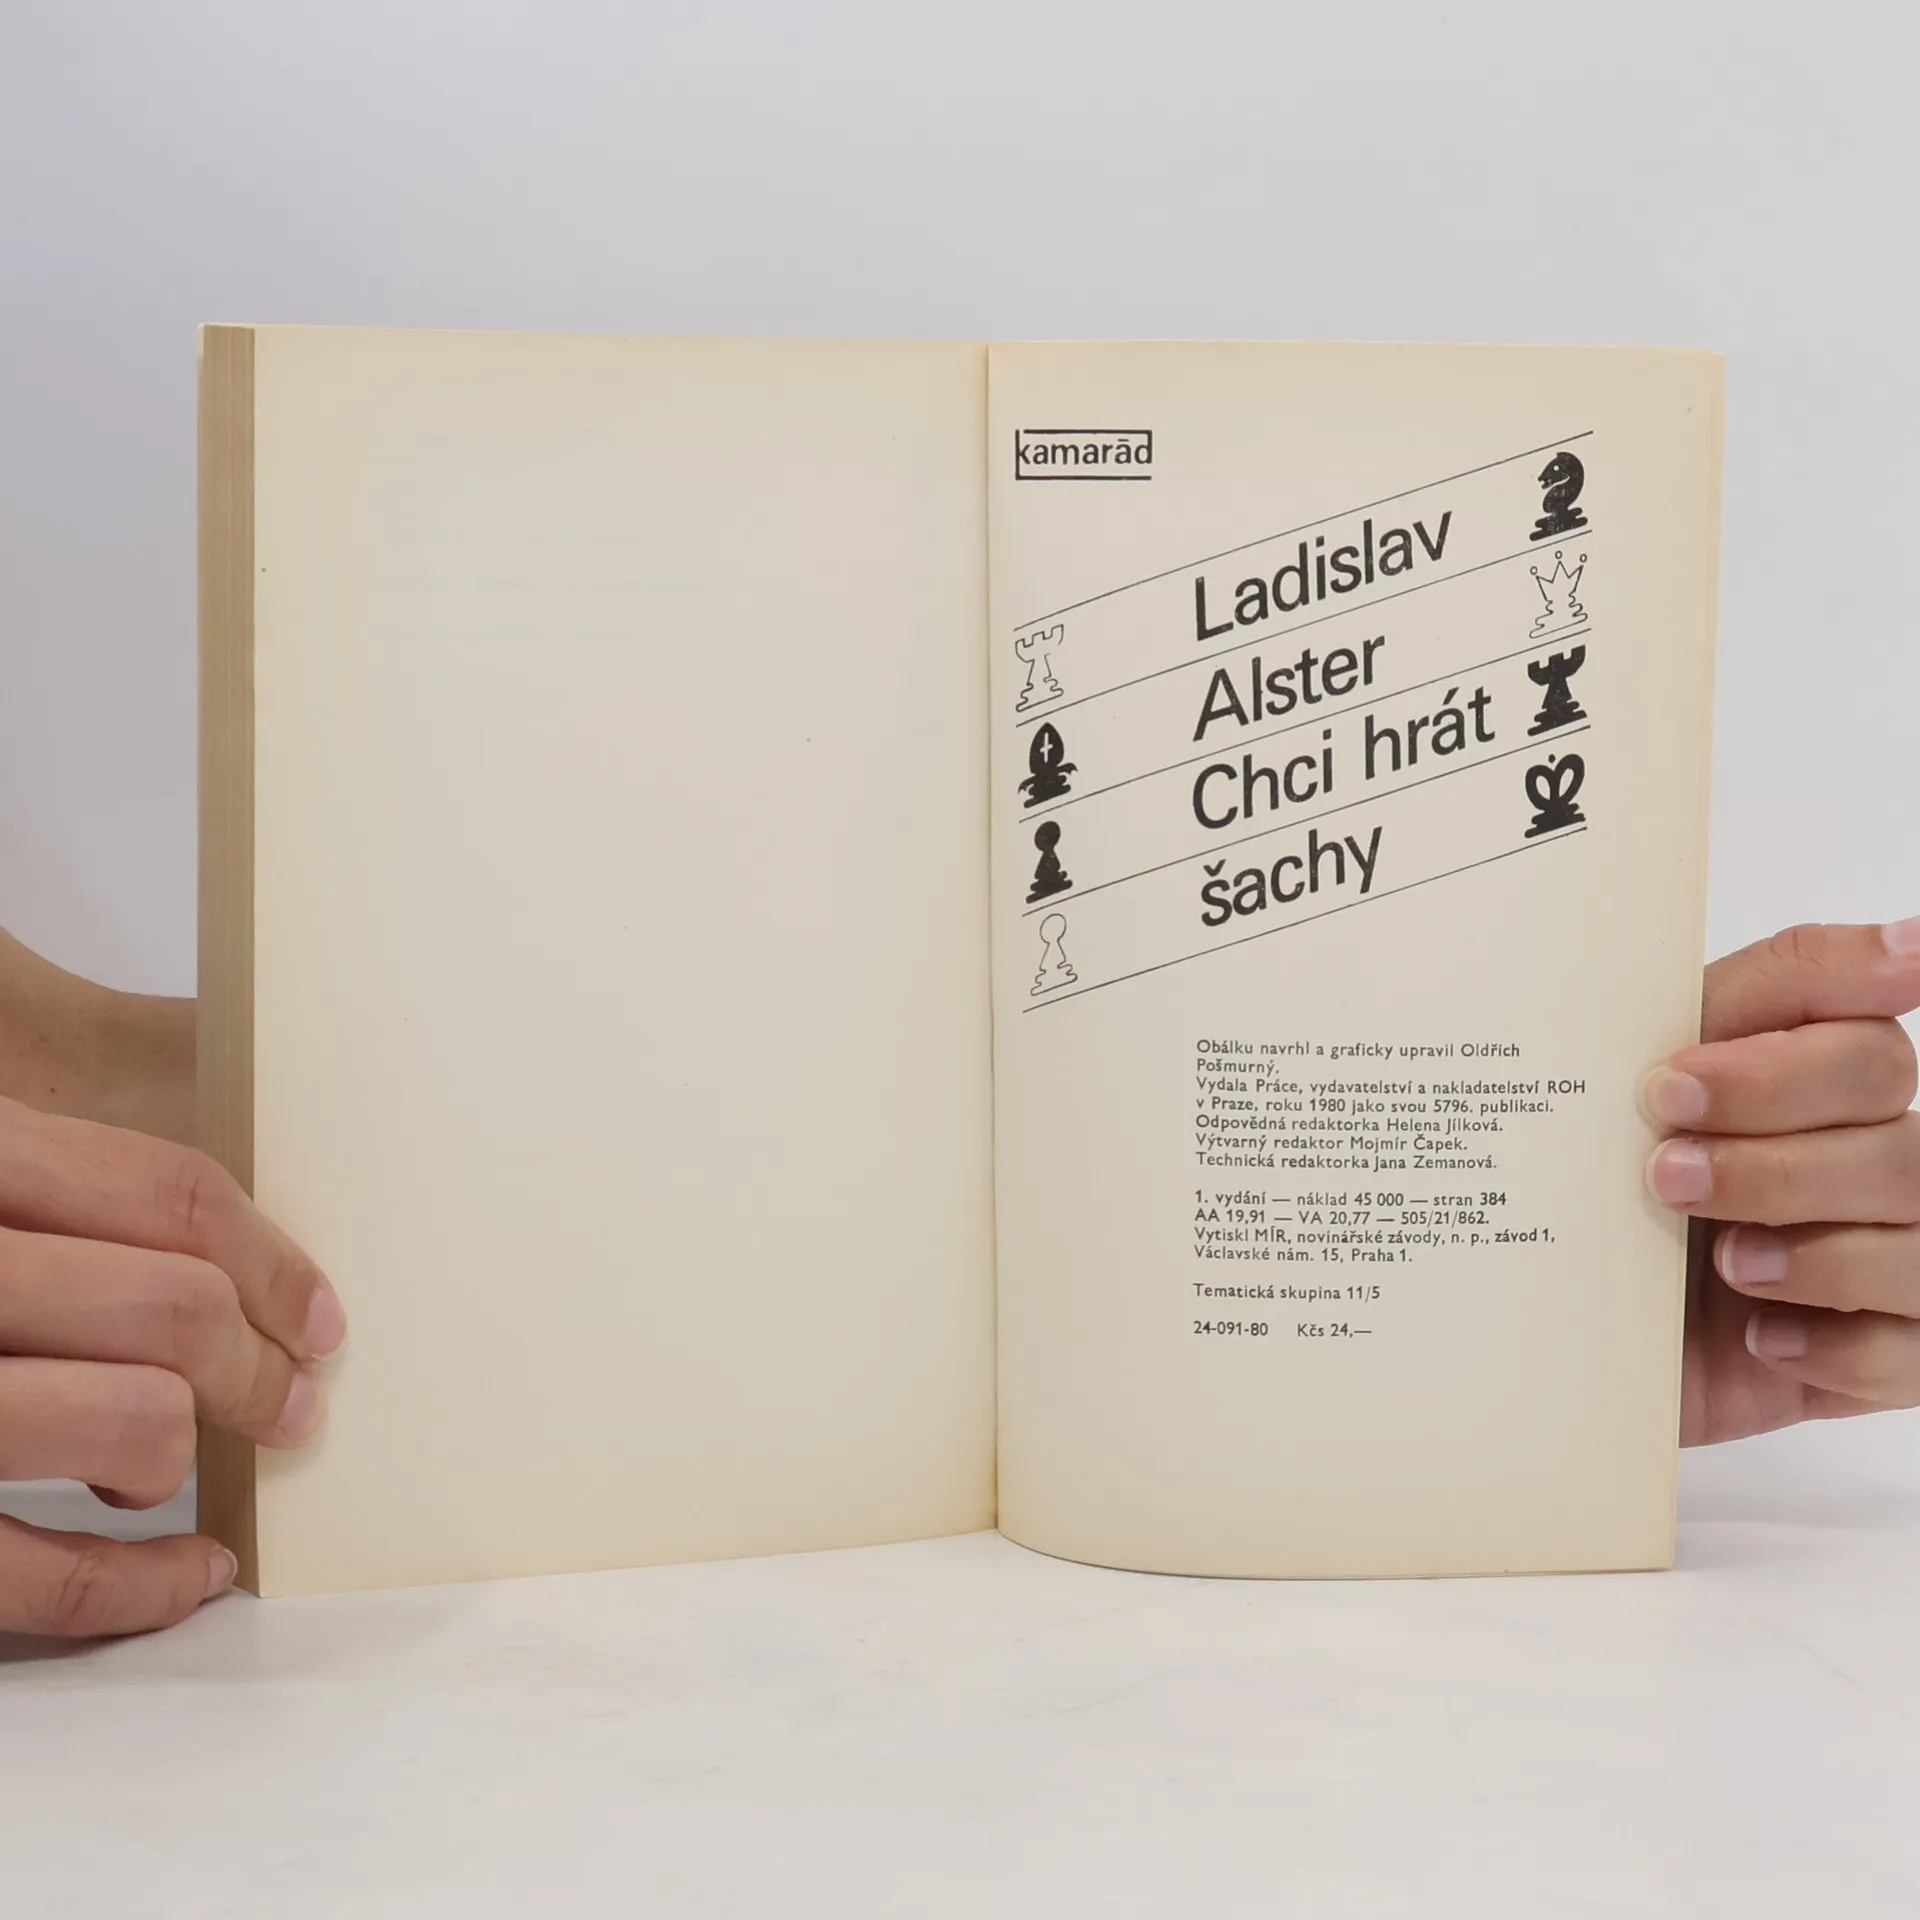 kamarād
Ladislav
Alster
Chci hrát
šachy
Obálku navrhl a graficky upravil Oldřich
Pošmurný.
Vydala Práce, vydavatelství a nakladatelství ROH
v Praze, roku 1980 jako svou 5796. publikaci.
Odpovědná redaktorka Helena Jílková.
Výtvarný redaktor Mojmír Čapek.
Technická redaktorka Jana Zemanová.
1. vydání — náklad 45 000 — stran 384
AA 19,91 — VA 20,77 — 505/21/862.
Vytiskl MÍR, novinářské závody, n. p., závod 1,
Václavské nám. 15, Praha 1.
Tematická skupina 11/5
24-091-80 Kčs 24,—